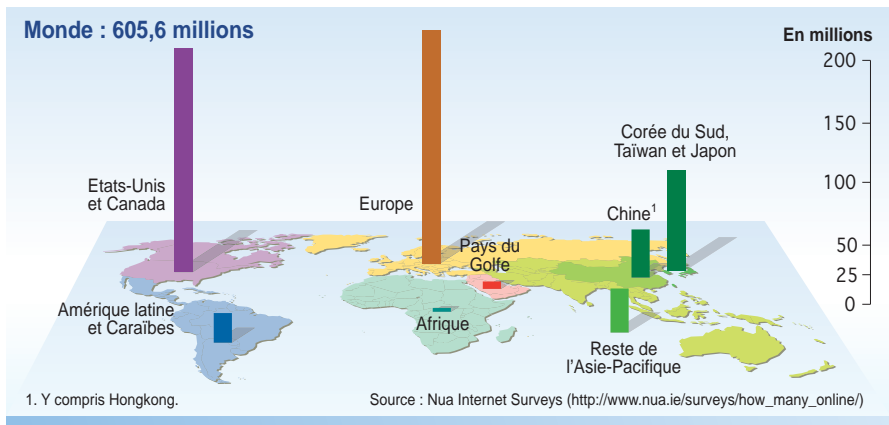 Monde : 605,6 millions
En millions
200
150
100
50
25
0
Corée du Sud,
Taïwan et Japon
Etats-Unis
et Canada
Europe
Chine1
Pays du
Golfe
Amérique latine
et Caraïbes
Afrique
Reste de
l'Asie-Pacifique
1. Y compris Hongkong.
Source : Nua Internet Surveys (http://www.nua.ie/surveys/how_many_online/)